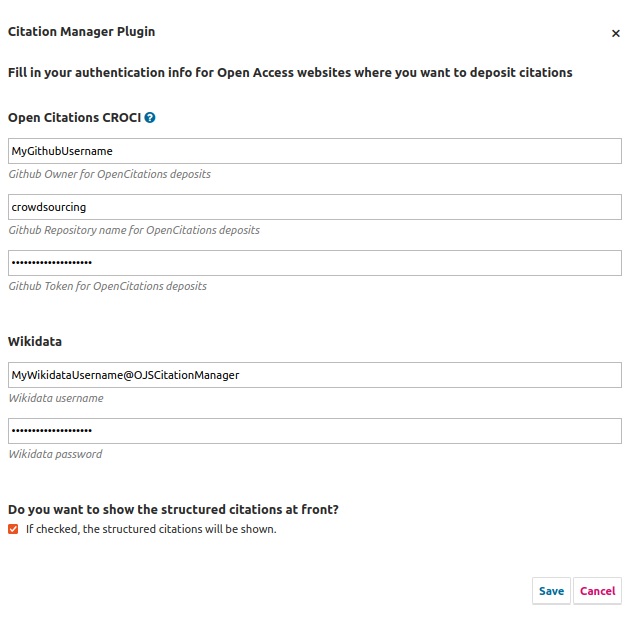 Citation Manager Plugin
×
Fill in your authentication info for Open Access websites where you want to deposit citations
Open Citations CROCI ?
MyGithubUsername
Github Owner for OpenCitations deposits
crowdsourcing
Github Repository name for OpenCitations deposits
••••••••••••••••••••
Github Token for OpenCitations deposits
Wikidata
MyWikidataUsername@OJSCitationManager
Wikidata username
••••••••••••••••••••
Wikidata password
Do you want to show the structured citations at front?
If checked, the structured citations will be shown.
Save Cancel